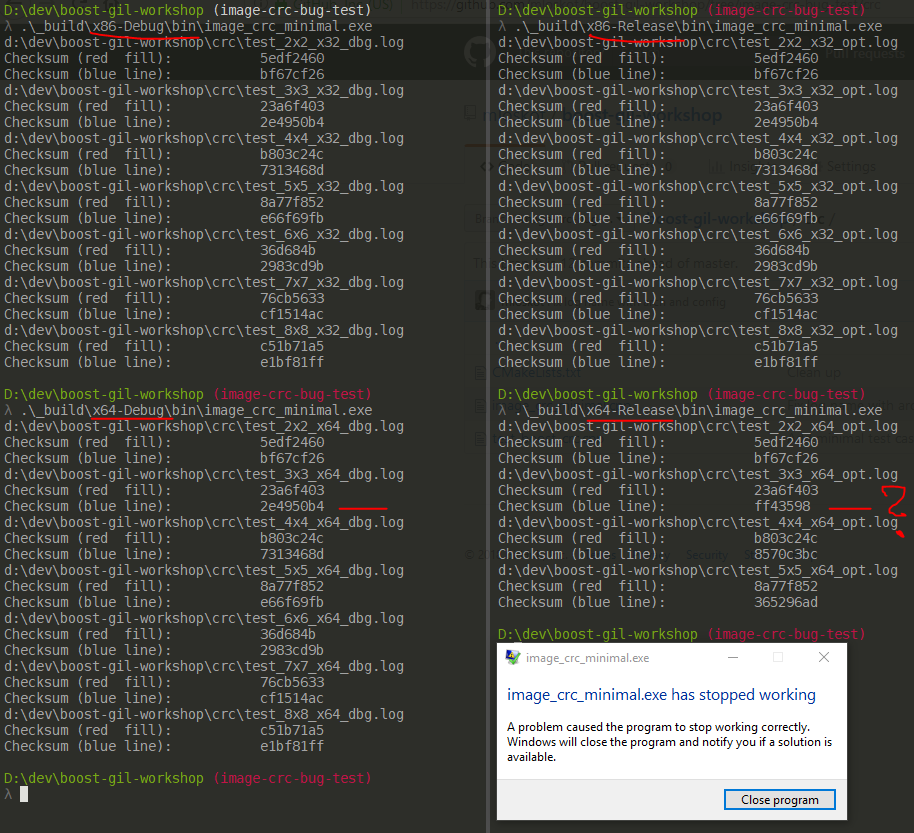 D:\dev\boost-gil-workshop (image-crc-bug-test)
λ .\_build\x86-Debug\bin\image_crc_minimal.exe
d:\dev\boost-gil-workshop\crc\test_2x2_x32_dbg.log
Checksum (red  fill):           5edf2460
Checksum (blue line):           bf67cf26
d:\dev\boost-gil-workshop\crc\test_3x3_x32_dbg.log
Checksum (red  fill):           23a6f403
Checksum (blue line):           2e4950b4
d:\dev\boost-gil-workshop\crc\test_4x4_x32_dbg.log
Checksum (red  fill):           b803c24c
Checksum (blue line):           7313468d
d:\dev\boost-gil-workshop\crc\test_5x5_x32_dbg.log
Checksum (red  fill):           8a77f852
Checksum (blue line):           e66f69fb
d:\dev\boost-gil-workshop\crc\test_6x6_x32_dbg.log
Checksum (red  fill):           36d684b
Checksum (blue line):           2983cd9b
d:\dev\boost-gil-workshop\crc\test_7x7_x32_dbg.log
Checksum (red  fill):           76cb5633
Checksum (blue line):           cf1514ac
d:\dev\boost-gil-workshop\crc\test_8x8_x32_dbg.log
Checksum (red  fill):           c51b71a5
Checksum (blue line):           e1bf81ff
D:\dev\boost-gil-workshop (image-crc-bug-test)
λ .\_build\x64-Debug\bin\image_crc_minimal.exe
d:\dev\boost-gil-workshop\crc\test_2x2_x64_dbg.log
Checksum (red  fill):           5edf2460
Checksum (blue line):           bf67cf26
d:\dev\boost-gil-workshop\crc\test_3x3_x64_dbg.log
Checksum (red  fill):           23a6f403
Checksum (blue line):           2e4950b4
d:\dev\boost-gil-workshop\crc\test_4x4_x64_dbg.log
Checksum (red  fill):           b803c24c
Checksum (blue line):           7313468d
d:\dev\boost-gil-workshop\crc\test_5x5_x64_dbg.log
Checksum (red  fill):           8a77f852
Checksum (blue line):           e66f69fb
d:\dev\boost-gil-workshop\crc\test_6x6_x64_dbg.log
Checksum (red  fill):           36d684b
Checksum (blue line):           2983cd9b
d:\dev\boost-gil-workshop\crc\test_7x7_x64_dbg.log
Checksum (red  fill):           76cb5633
Checksum (blue line):           cf1514ac
d:\dev\boost-gil-workshop\crc\test_8x8_x64_dbg.log
Checksum (red  fill):           c51b71a5
Checksum (blue line):           e1bf81ff
D:\dev\boost-gil-workshop (image-crc-bug-test)
λ
D:\dev\boost-gil-workshop (image-crc-bug-test)
λ .\_build\x86-Release\bin\image_crc_minimal.exe
d:\dev\boost-gil-workshop\crc\test_2x2_x32_opt.log
Checksum (red  fill):           5edf2460
Checksum (blue line):           bf67cf26
d:\dev\boost-gil-workshop\crc\test_3x3_x32_opt.log
Checksum (red  fill):           23a6f403
Checksum (blue line):           2e4950b4
d:\dev\boost-gil-workshop\crc\test_4x4_x32_opt.log
Checksum (red  fill):           b803c24c
Checksum (blue line):           7313468d
d:\dev\boost-gil-workshop\crc\test_5x5_x32_opt.log
Checksum (red  fill):           8a77f852
Checksum (blue line):           e66f69fb
d:\dev\boost-gil-workshop\crc\test_6x6_x32_opt.log
Checksum (red  fill):           36d684b
Checksum (blue line):           2983cd9b
d:\dev\boost-gil-workshop\crc\test_7x7_x32_opt.log
Checksum (red  fill):           76cb5633
Checksum (blue line):           cf1514ac
d:\dev\boost-gil-workshop\crc\test_8x8_x32_opt.log
Checksum (red  fill):           c51b71a5
Checksum (blue line):           e1bf81ff
D:\dev\boost-gil-workshop (image-crc-bug-test)
λ .\_build\x64-Release\bin\image_crc_minimal.exe
d:\dev\boost-gil-workshop\crc\test_2x2_x64_opt.log
Checksum (red  fill):           5edf2460
Checksum (blue line):           bf67cf26
d:\dev\boost-gil-workshop\crc\test_3x3_x64_opt.log
Checksum (red  fill):           23a6f403
Checksum (blue line):           ff43598 ?
d:\dev\boost-gil-workshop\crc\test_4x4_x64_opt.log
Checksum (red  fill):           b803c24c
Checksum (blue line):           8570c3bc
d:\dev\boost-gil-workshop\crc\test_5x5_x64_opt.log
Checksum (red  fill):           8a77f852
Checksum (blue line):           365296ad
D:\dev\boost-gil-workshop (image-crc-bug-test)
image_crc_minimal.exe
image_crc_minimal.exe has stopped working
A problem caused the program to stop working correctly.
Windows will close the program and notify you if a solution is
available.
Close program